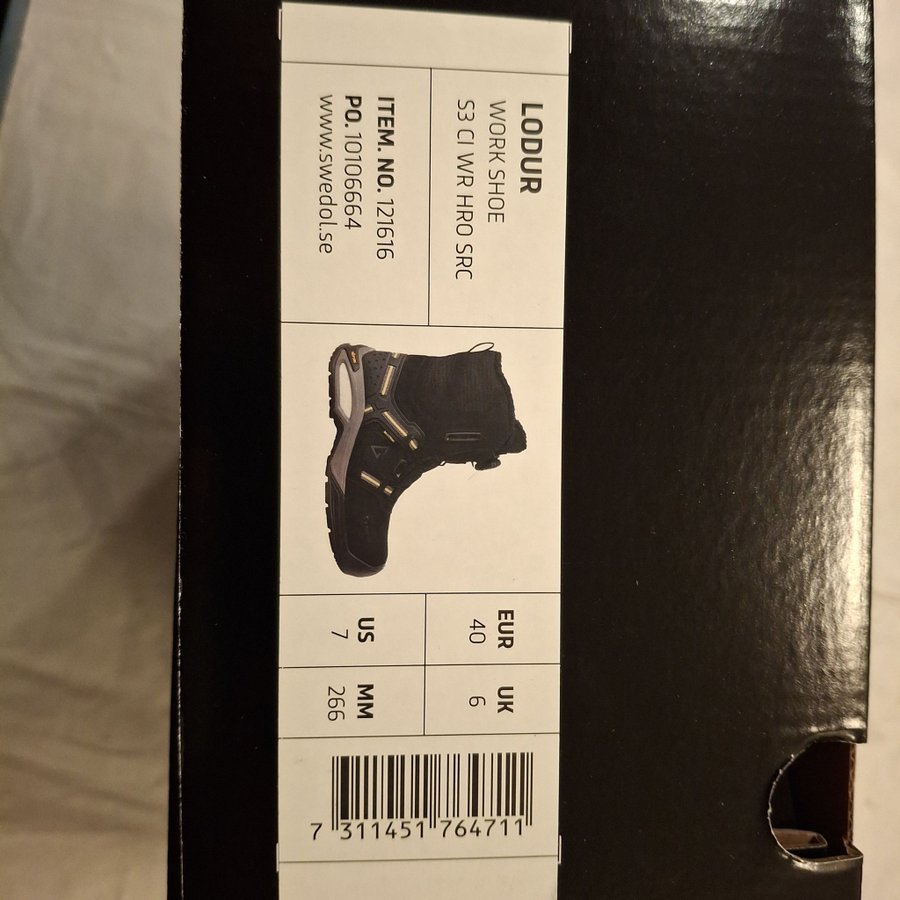 LODUR
WORK SHOE
S3 CI WR HRO SRC
ITEM. NO. 121616
PO. 10106664
www.swedol.se
EUR
40
UK
6
US
7
MM
266
7 311451 764711